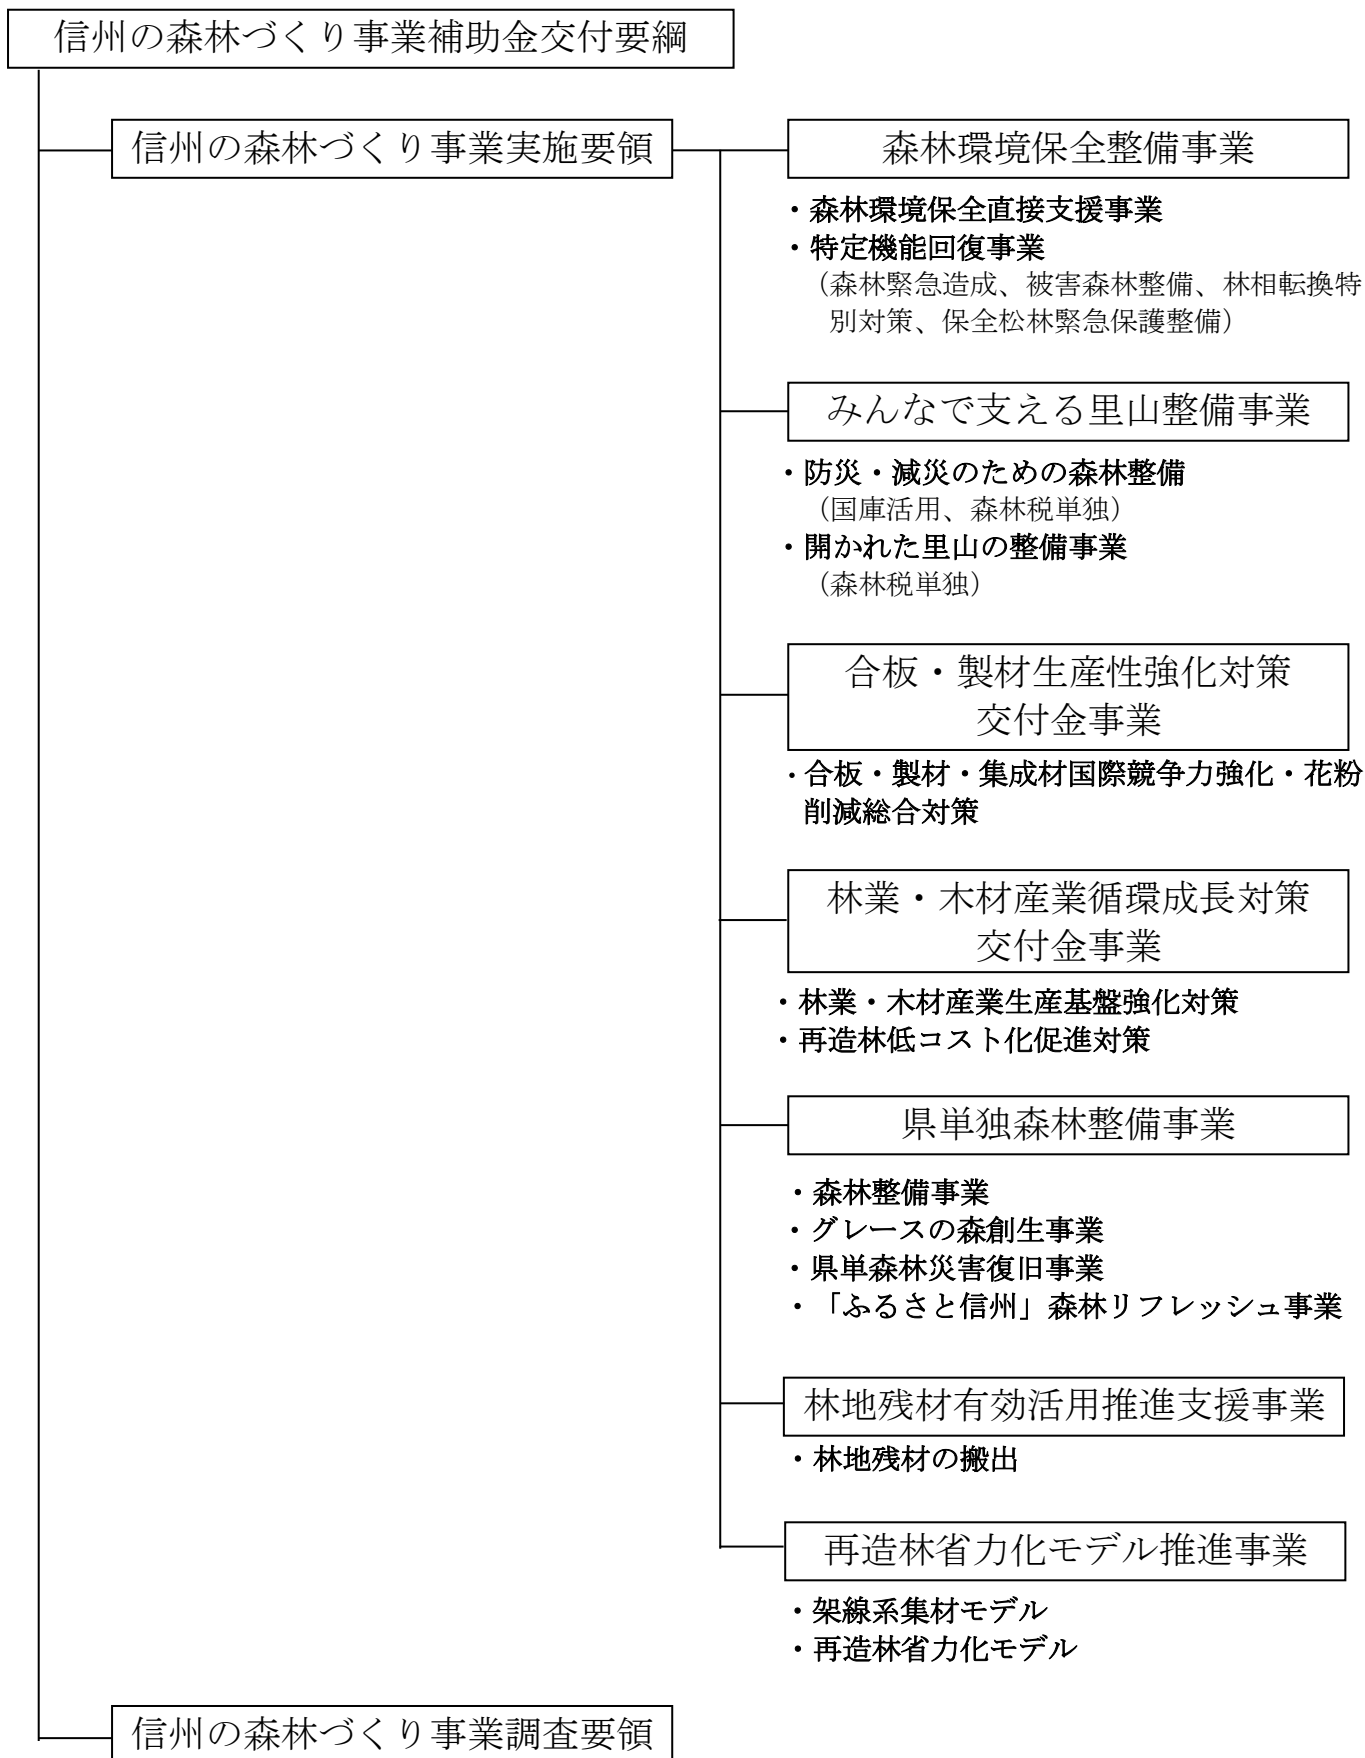 信州の森林づくり事業補助金交付要綱
信州の森林づくり事業実施要領
森林環境保全整備事業
・森林環境保全直接支援事業
・特定機能回復事業
（森林緊急造成、被害森林整備、林相転換特
別対策、保全松林緊急保護整備）
みんなで支える里山整備事業
・防災・減災のための森林整備
（国庫活用、森林税単独）
・開かれた里山の整備事業
（森林税単独）
合板・製材生産性強化対策
交付金事業
・合板・製材・集成材国際競争力強化・花粉
削減総合対策
林業・木材産業循環成長対策
交付金事業
・林業・木材産業生産基盤強化対策
・再造林低コスト化促進対策
県単独森林整備事業
・森林整備事業
・グレースの森創生事業
・県単森林災害復旧事業
・「ふるさと信州」森林リフレッシュ事業
林地残材有効活用推進支援事業
・林地残材の搬出
再造林省力化モデル推進事業
・架線系集材モデル
・再造林省力化モデル
信州の森林づくり事業調査要領